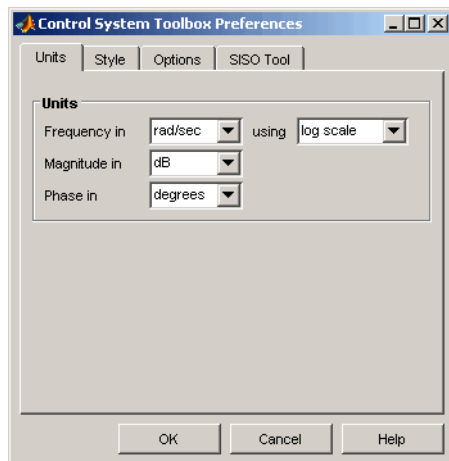 Control System Toolbox Preferences
Units Style Options SISO Tool
Units
Frequency in rad/sec using log scale
Magnitude in dB
Phase in degrees
OK Cancel Help